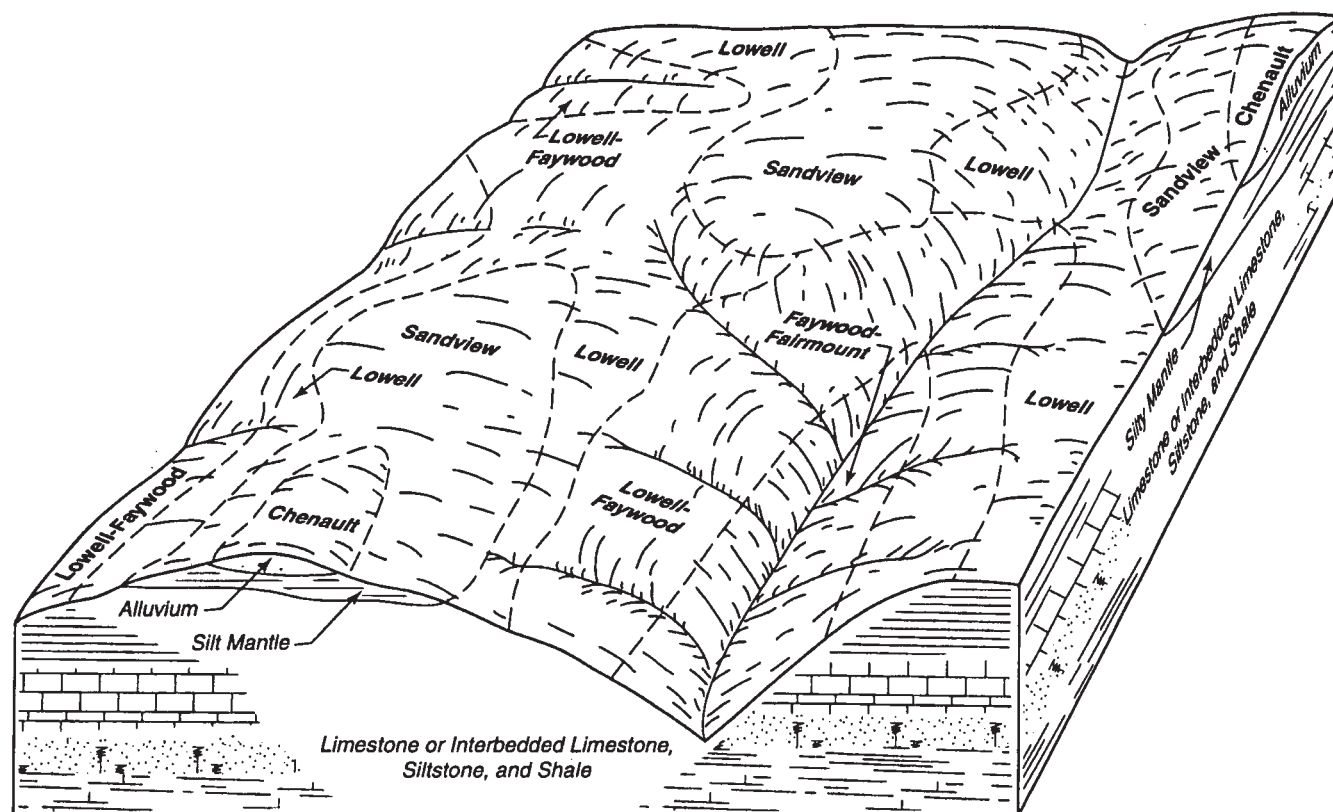 Lowell
Chenault
Alluvium
Lowell-
Faywood
Sandview
Lowell
Sandview
Faywood-
Fairmount
Silty Mantle
Limestone or Interbedded Limestone,
Siltstone, and Shale
Sandview
Lowell
Lowell
Lowell
Lowell-Faywood
Chenault
Lowell-
Faywood
Alluvium
Silt Mantle
Limestone or Interbedded Limestone,
Siltstone, and Shale